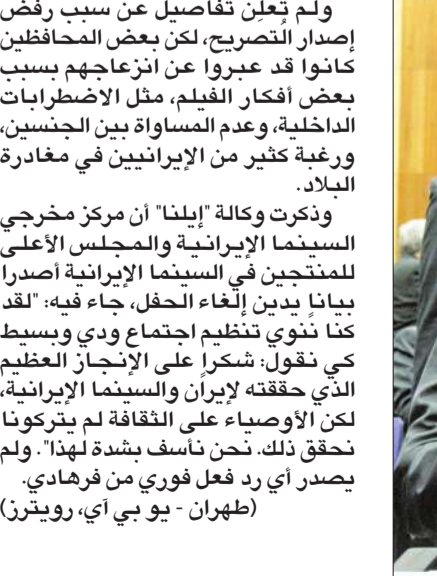 ولم تُعلِن تفاصيل عن سبب رفض
إصدار التصريح، لكن بعض المحافظين
كانوا قد عبروا عن انزعاجهم بسبب
بعض أفكار الفيلم، مثل الاضطرابات
الداخلية، وعدم المساواة بين الجنسين،
ورغبة كثير من الإيرانيين في مغادرة
البلاد.
وذكرت وكالة "إيلنا" أن مركز مخرجي
السينما الإيرانية والمجلس الأعلى
للمنتجين في السينما الإيرانية أصدرا
بياناً يدين إلغاء الحفل، جاء فيه: "لقد
كنا ننوي تنظيم اجتماع ودي وبسيط
كي نقول: شكراً على الإنجاز العظيم
الذي حققته لإيران والسينما الإيرانية،
لكن الأوصياء على الثقافة لم يتركونا
نحقق ذلك. نحن نأسف بشدة لهذا". ولم
يصدر أي رد فعل فوري من فرهادي.
(طهران - يو بي آي، رويترز)